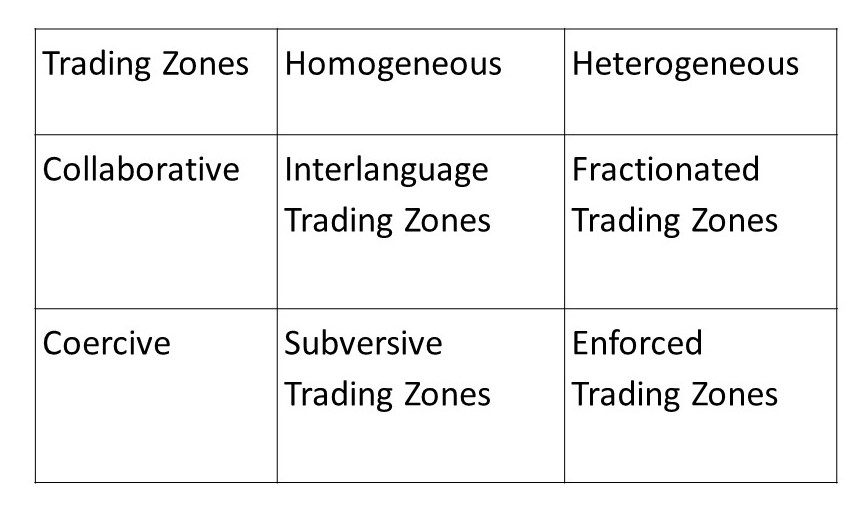 Trading Zones Homogeneous Heterogeneous
Collaborative Interlanguage Fractionated
Trading Zones Trading Zones
Coercive Subversive Enforced
Trading Zones Trading Zones